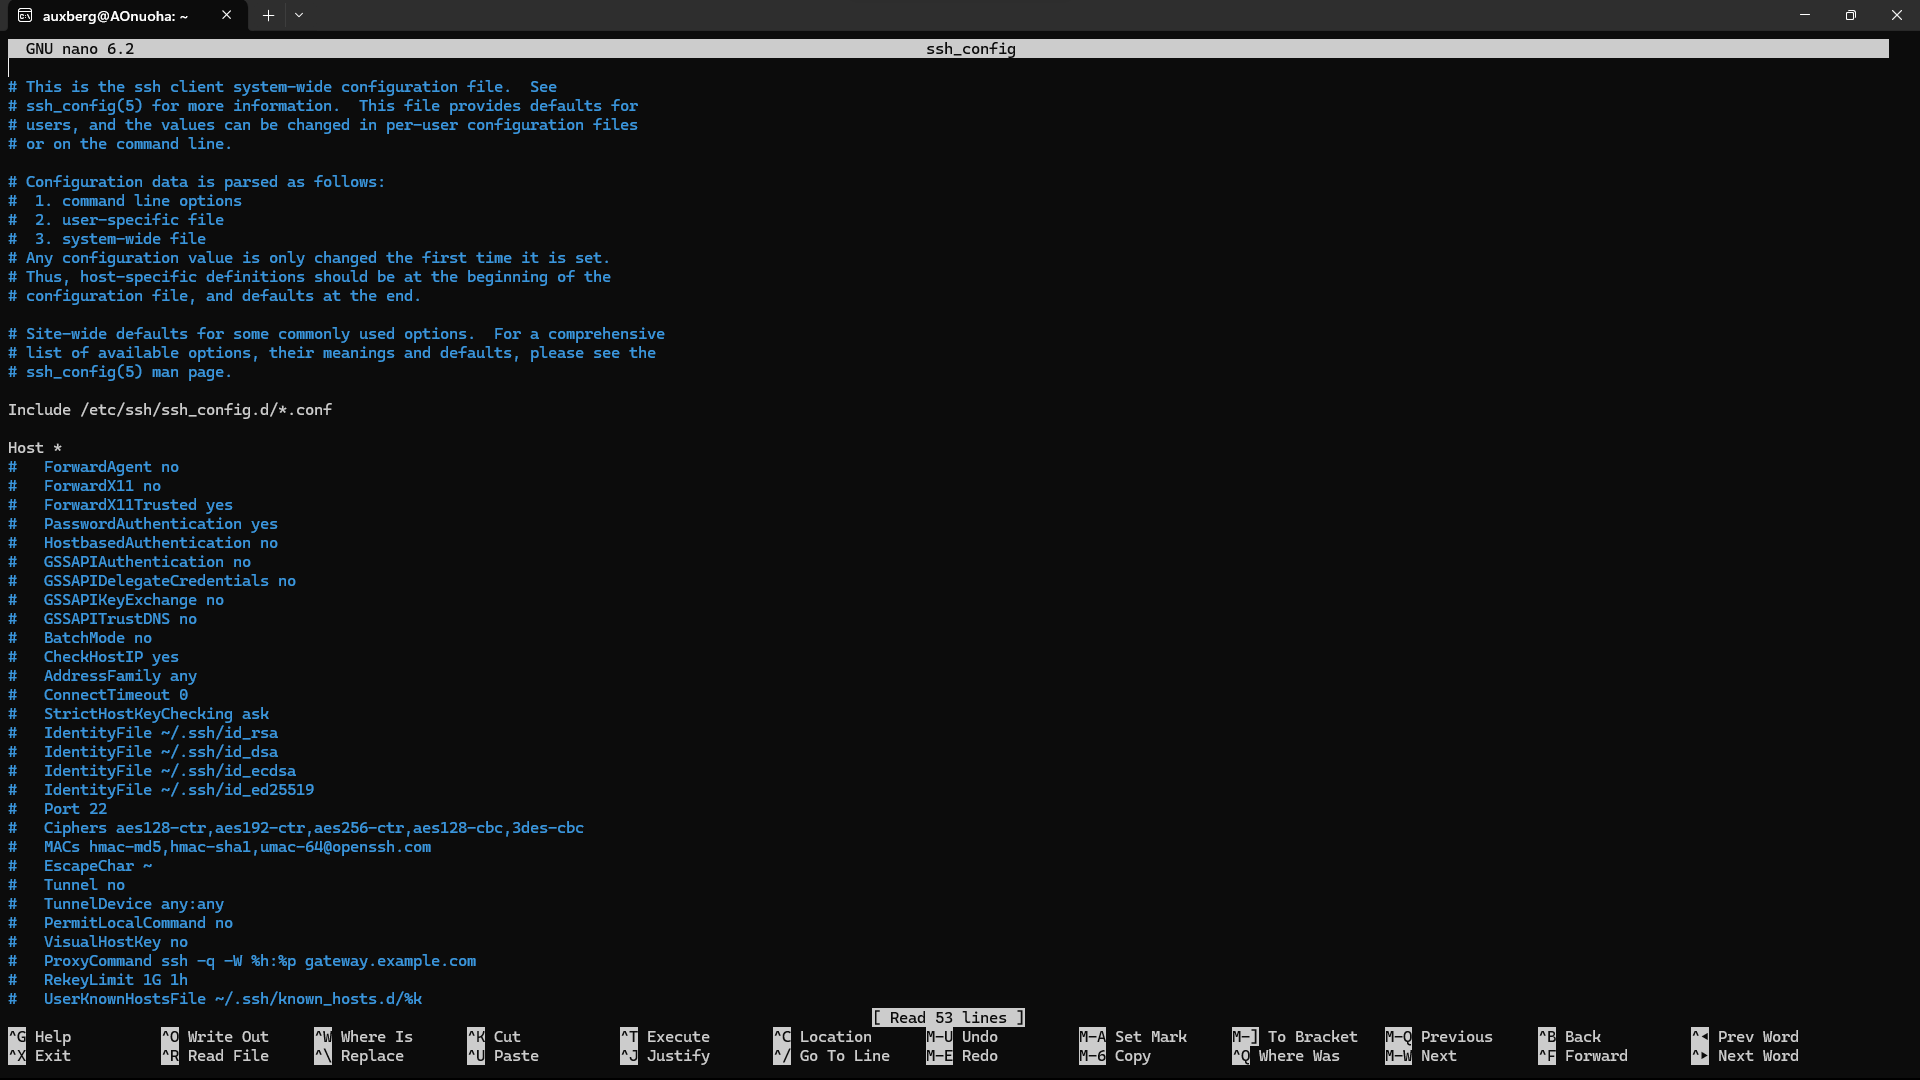 auxberg@AOnuoha: ~
GNU nano 6.2 ssh_config
# This is the ssh client system-wide configuration file.  See
# ssh_config(5) for more information.  This file provides defaults for
# users, and the values can be changed in per-user configuration files
# or on the command line.
# Configuration data is parsed as follows:
#  1. command line options
#  2. user-specific file
#  3. system-wide file
# Any configuration value is only changed the first time it is set.
# Thus, host-specific definitions should be at the beginning of the
# configuration file, and defaults at the end.
# Site-wide defaults for some commonly used options.  For a comprehensive
# list of available options, their meanings and defaults, please see the
# ssh_config(5) man page.
Include /etc/ssh/ssh_config.d/*.conf
Host *
#   ForwardAgent no
#   ForwardX11 no
#   ForwardX11Trusted yes
#   PasswordAuthentication yes
#   HostbasedAuthentication no
#   GSSAPIAuthentication no
#   GSSAPIDelegateCredentials no
#   GSSAPIKeyExchange no
#   GSSAPITrustDNS no
#   BatchMode no
#   CheckHostIP yes
#   AddressFamily any
#   ConnectTimeout 0
#   StrictHostKeyChecking ask
#   IdentityFile ~/.ssh/id_rsa
#   IdentityFile ~/.ssh/id_dsa
#   IdentityFile ~/.ssh/id_ecdsa
#   IdentityFile ~/.ssh/id_ed25519
#   Port 22
#   Ciphers aes128-ctr,aes192-ctr,aes256-ctr,aes128-cbc,3des-cbc
#   MACs hmac-md5,hmac-sha1,umac-64@openssh.com
#   EscapeChar ~
#   Tunnel no
#   TunnelDevice any:any
#   PermitLocalCommand no
#   VisualHostKey no
#   ProxyCommand ssh -q -W %h:%p gateway.example.com
#   RekeyLimit 1G 1h
#   UserKnownHostsFile ~/.ssh/known_hosts.d/%k
[ Read 53 lines ]
^G Help ^O Write Out ^W Where Is ^K Cut ^T Execute ^C Location M-U Undo M-A Set Mark M-] To Bracket M-Q Previous ^B Back ^◂ Prev Word
^X Exit ^R Read File ^\ Replace ^U Paste ^J Justify ^/ Go To Line M-E Redo M-6 Copy ^Q Where Was M-W Next ^F Forward ^▸ Next Word